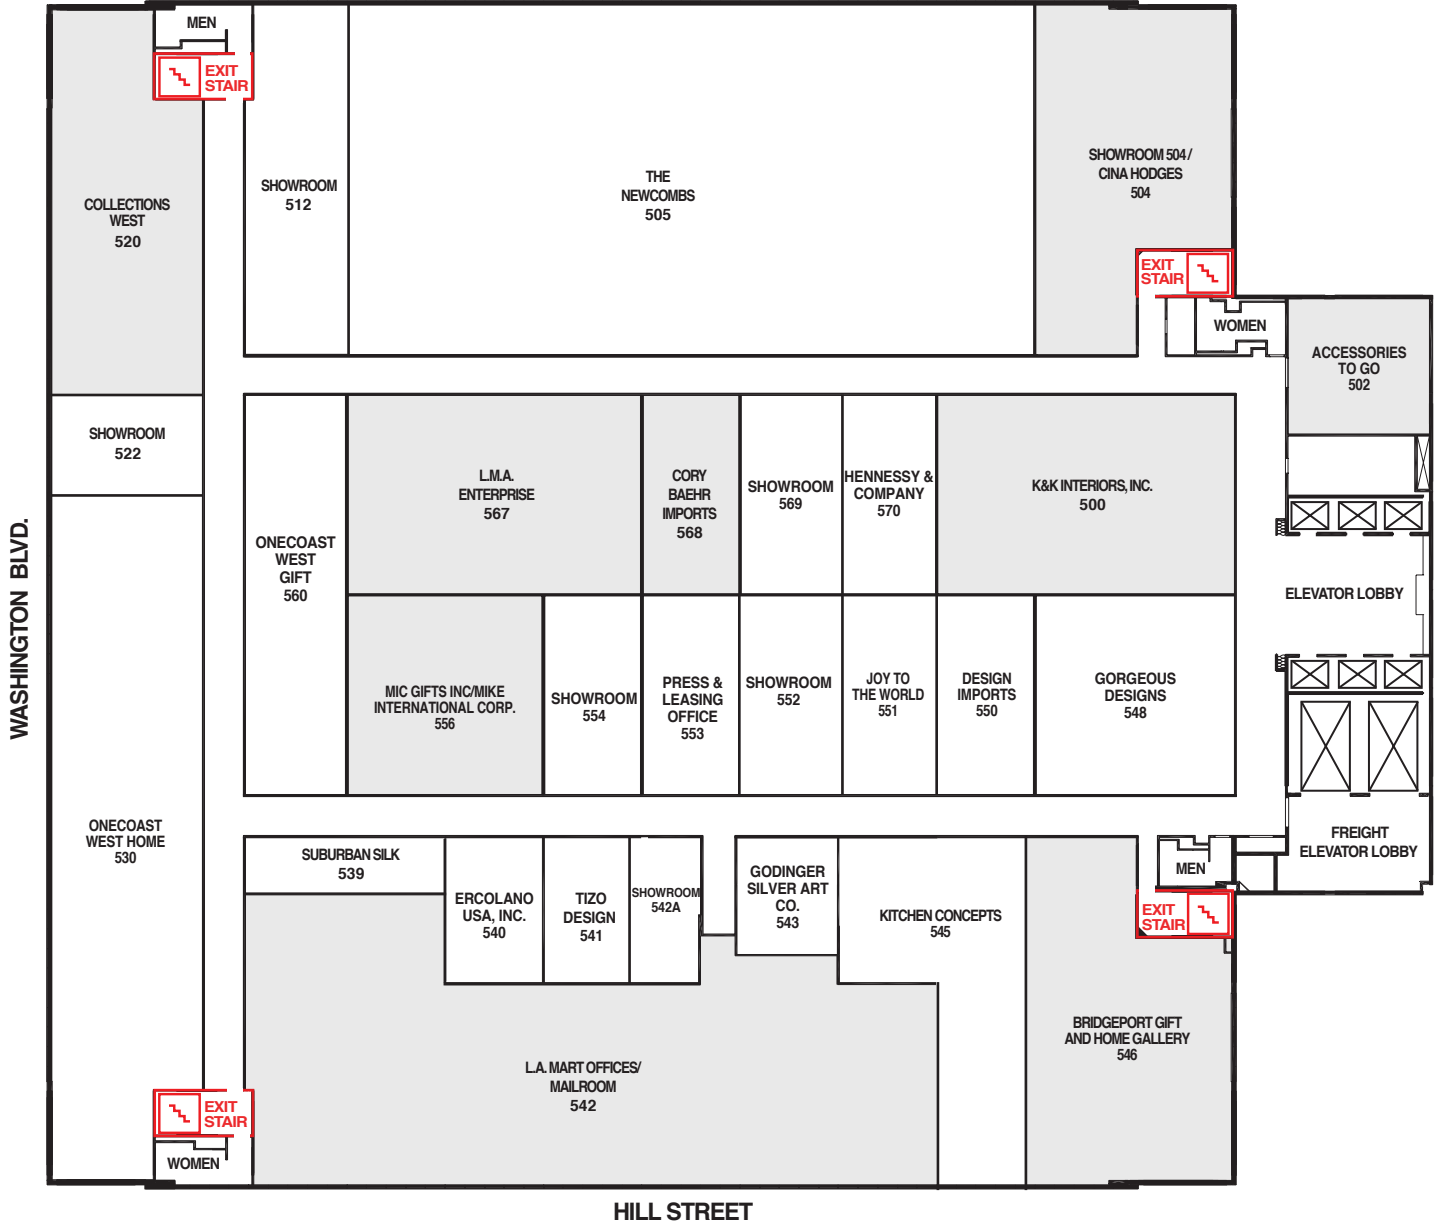 MEN
EXIT
STAIR
COLLECTIONS
WEST
520
SHOWROOM
512
THE
NEWCOMBS
505
SHOWROOM 504 /
CINA HODGES
504
EXIT
STAIR
WOMEN
ACCESSORIES
TO GO
502
SHOWROOM
522
ONECOAST
WEST
GIFT
560
L.M.A.
ENTERPRISE
567
CORY
BAEHR
IMPORTS
568
SHOWROOM
569
HENNESSY &
COMPANY
570
K&K INTERIORS, INC.
500
ELEVATOR LOBBY
WASHINGTON BLVD.
MIC GIFTS INC/MIKE
INTERNATIONAL CORP.
556
SHOWROOM
554
PRESS &
LEASING
OFFICE
553
SHOWROOM
552
JOY TO
THE WORLD
551
DESIGN
IMPORTS
550
GORGEOUS
DESIGNS
548
ONECOAST
WEST HOME
530
SUBURBAN SILK
539
ERCOLANO
USA, INC.
540
TIZO
DESIGN
541
SHOWROOM
542A
GODINGER
SILVER ART
CO.
543
KITCHEN CONCEPTS
545
MEN
EXIT
STAIR
FREIGHT
ELEVATOR LOBBY
L.A. MART OFFICES/
MAILROOM
542
BRIDGEPORT GIFT
AND HOME GALLERY
546
EXIT
STAIR
WOMEN
HILL STREET